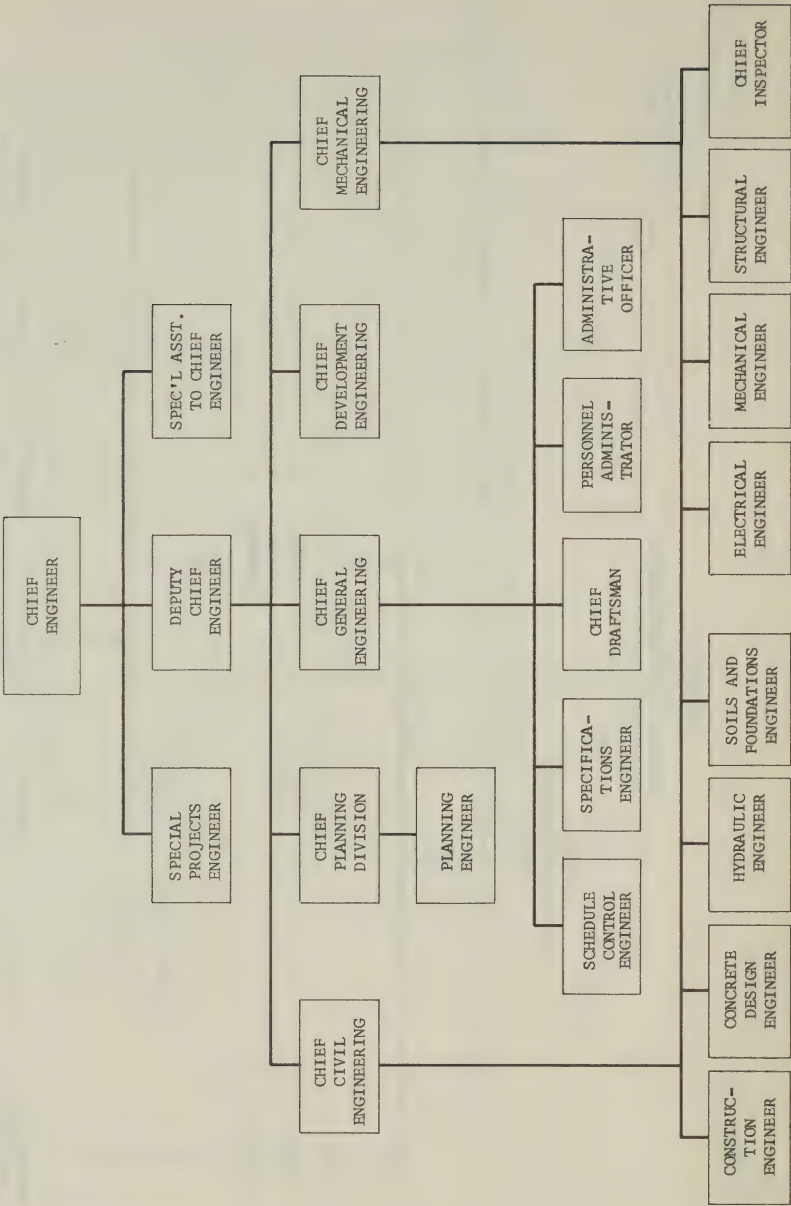 CHIEF
ENGINEER
SPECIAL
PROJECTS
ENGINEER
DEPUTY
CHIEF
ENGINEER
SPEC'L ASST.
TO CHIEF
ENGINEER
CHIEF
CIVIL
ENGINEERING
CHIEF
PLANNING
DIVISION
CHIEF
GENERAL
ENGINEERING
CHIEF
DEVELOPMENT
ENGINEERING
CHIEF
MECHANICAL
ENGINEERING
PLANNING
ENGINEER
SCHEDULE
CONTROL
ENGINEER
SPECIFICA-
TIONS
ENGINEER
CHIEF
DRAFTSMAN
PERSONNEL
ADMINIS-
TRATOR
ADMINISTRA-
TIVE
OFFICER
CONSTRUC-
TION
ENGINEER
CONCRETE
DESIGN
ENGINEER
HYDRAULIC
ENGINEER
SOILS AND
FOUNDATIONS
ENGINEER
ELECTRICAL
ENGINEER
MECHANICAL
ENGINEER
STRUCTURAL
ENGINEER
CHIEF
INSPECTOR